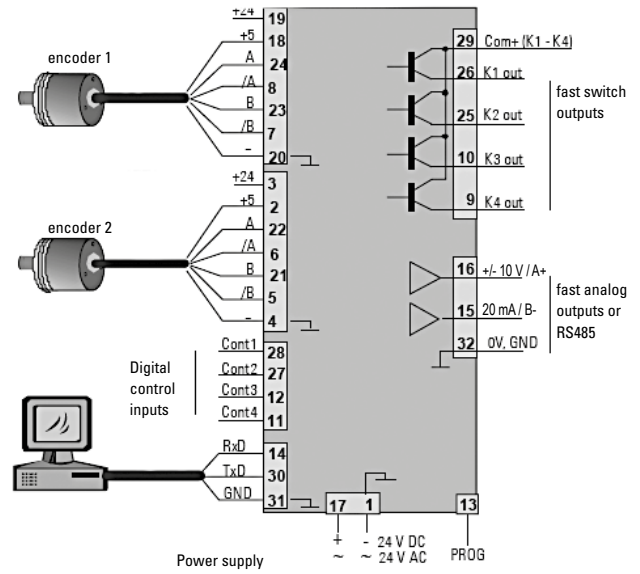 +24 19
+5 18
encoder 1
A 24
/A 8
B 23
/B 7
- 20
+24 3
+5 2
encoder 2
A 22
/A 6
B 21
/B 5
- 4
Cont1 28
Cont2 27
Cont3 12
Cont4 11
Digital
control
inputs
RxD 14
TxD 30
GND 31
29 Com+ (K1 - K4)
26 K1 out
25 K2 out
10 K3 out
9 K4 out
fast switch
outputs
16 +/- 10 V / A+
15 20 mA / B-
32 0V, GND
fast analog
outputs or
RS485
17 1 13
+ - 24 V DC
~ ~ 24 V AC
PROG
Power supply